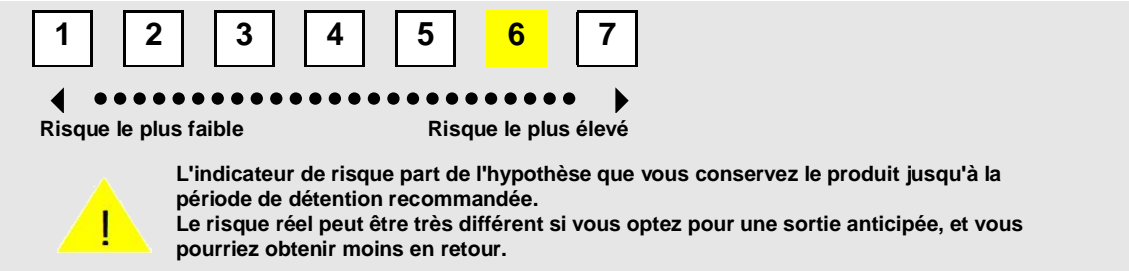 1 2 3 4 5 6 7
Risque le plus faible Risque le plus élevé
L'indicateur de risque part de l'hypothèse que vous conservez le produit jusqu'à la
période de détention recommandée.
Le risque réel peut être très différent si vous optez pour une sortie anticipée, et vous
pourriez obtenir moins en retour.
!